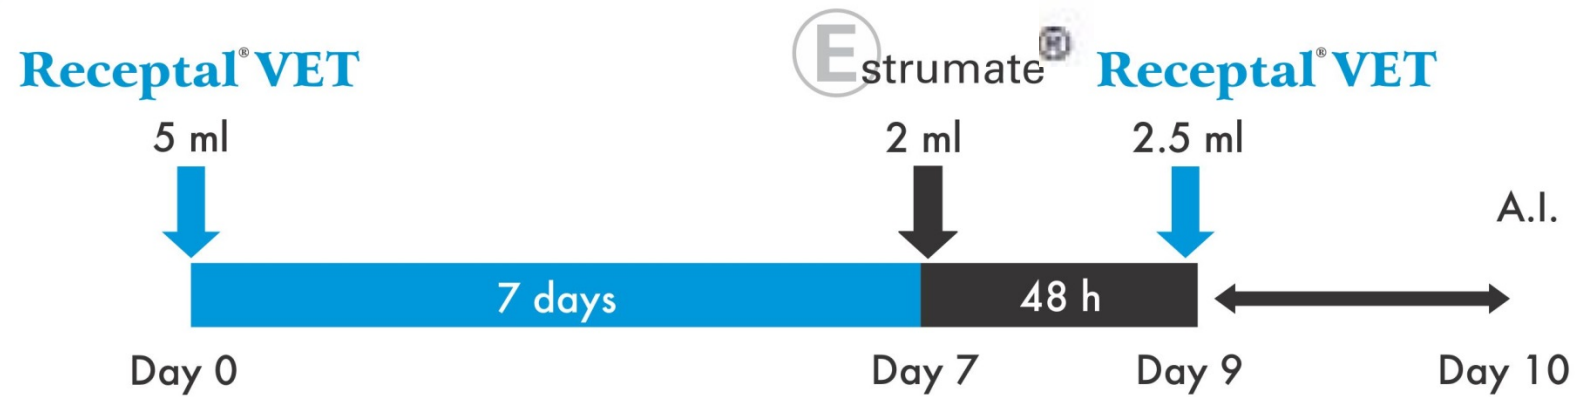 Receptal® VET
Estrumate®
Receptal® VET
5 ml
2 ml
2.5 ml
A.I.
7 days
48 h
Day 0
Day 7
Day 9
Day 10